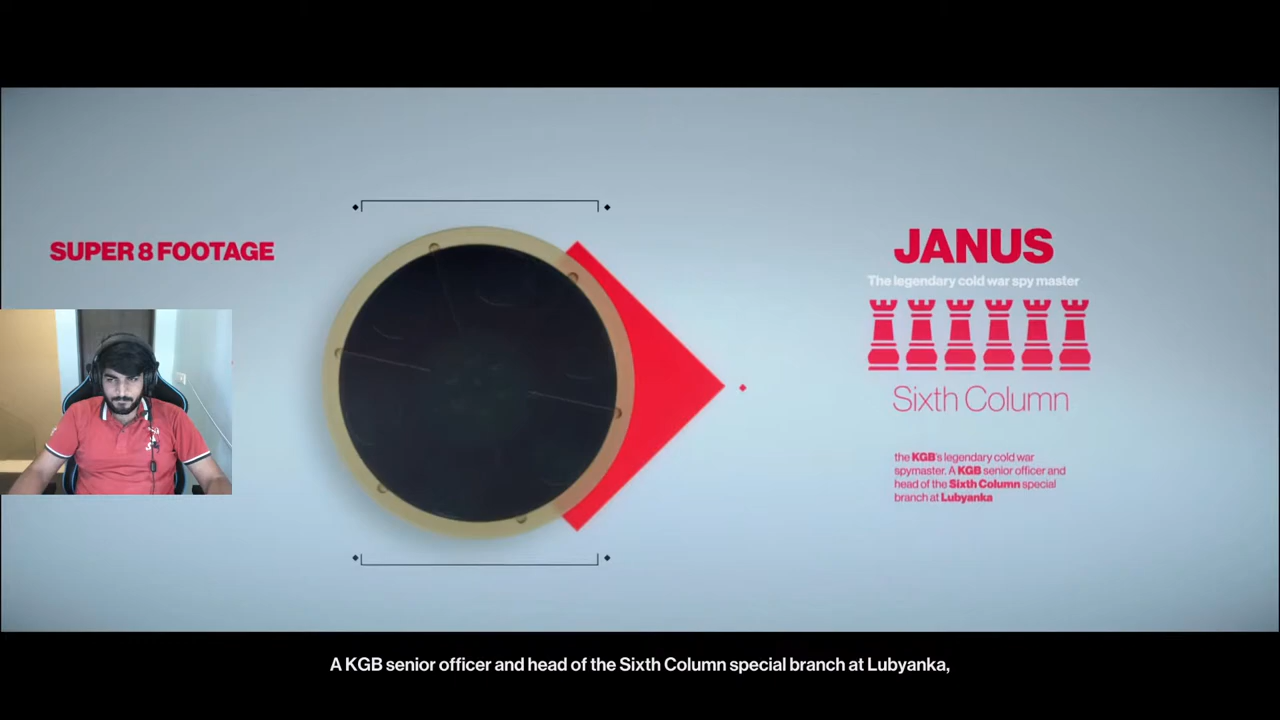 SUPER 8 FOOTAGE
JANUS
The legendary cold war spy master
Sixth Column
the KGB's legendary cold war
spymaster. A KGB senior officer and
head of the Sixth Column special
branch at Lubyanka
A KGB senior officer and head of the Sixth Column special branch at Lubyanka,